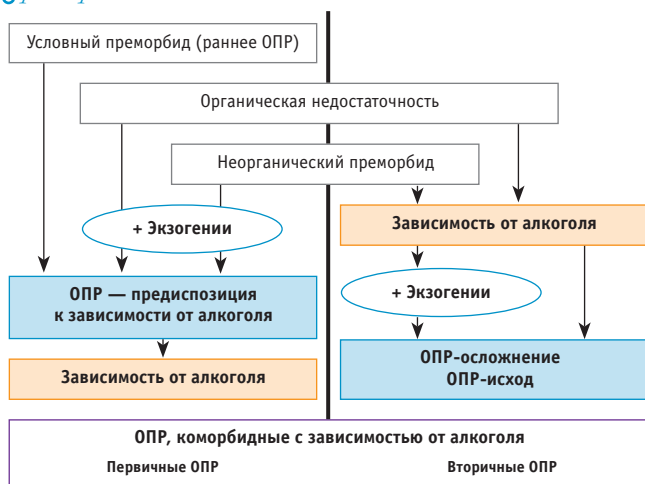 Условный преморбид (раннее ОПР)
Органическая недостаточность
Неорганический преморбид
+ Экзогении
Зависимость от алкоголя
ОПР — предиспозиция
к зависимости от алкоголя
+ Экзогении
Зависимость от алкоголя
ОПР-осложнение
ОПР-исход
ОПР, коморбидные с зависимостью от алкоголя
Первичные ОПР
Вторичные ОПР